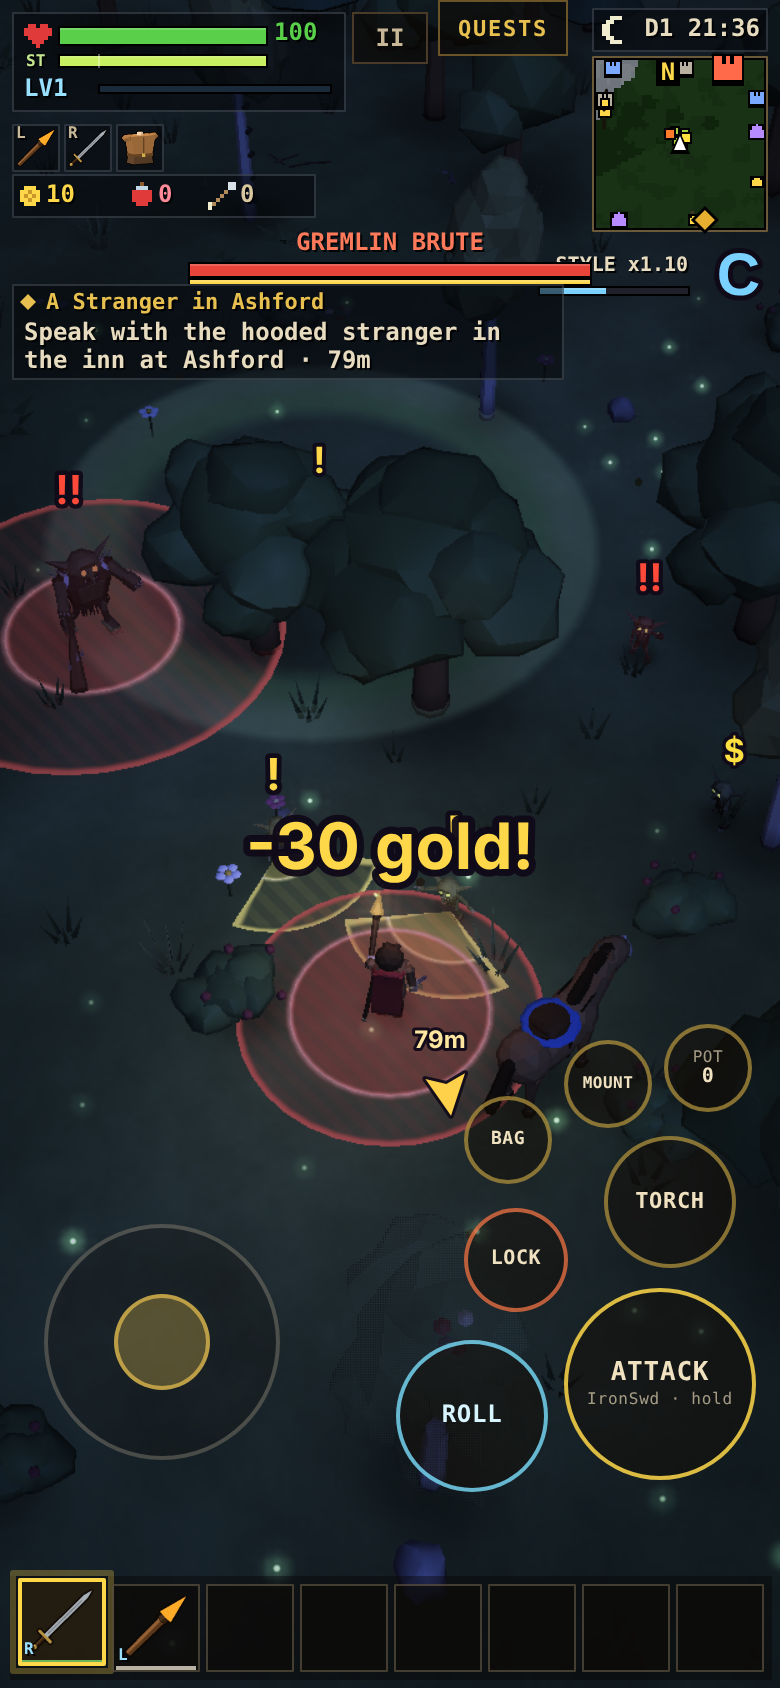 100
II
QUESTS
D1 21:36
ST
LV1
N
L
R
10
0
0
GREMLIN BRUTE
STYLE x1.10
C
◆ A Stranger in Ashford
Speak with the hooded stranger in
the inn at Ashford · 79m
!
!!
!!
$
!
-30 gold!
79m
POT
0
MOUNT
BAG
TORCH
LOCK
ATTACK
IronSwd · hold
ROLL
R
L